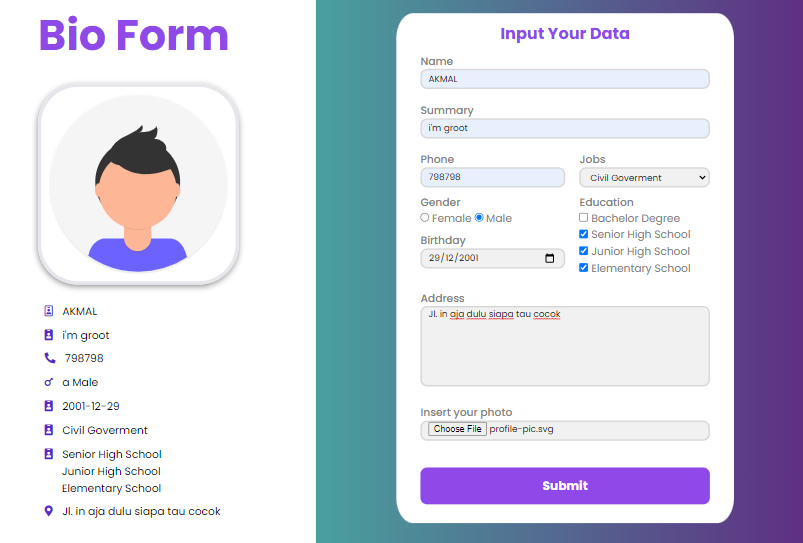 Bio Form
AKMAL
i'm groot
798798
a Male
2001-12-29
Civil Goverment
Senior High School
Junior High School
Elementary School
Jl. in aja dulu siapa tau cocok
Input Your Data
Name
AKMAL
Summary
i'm groot
Phone
798798
Jobs
Civil Goverment
Gender
Female Male
Birthday
29/12/2001
Education
Bachelor Degree
Senior High School
Junior High School
Elementary School
Address
Jl. in aja dulu siapa tau cocok
Insert your photo
Choose File profile-pic.svg
Submit